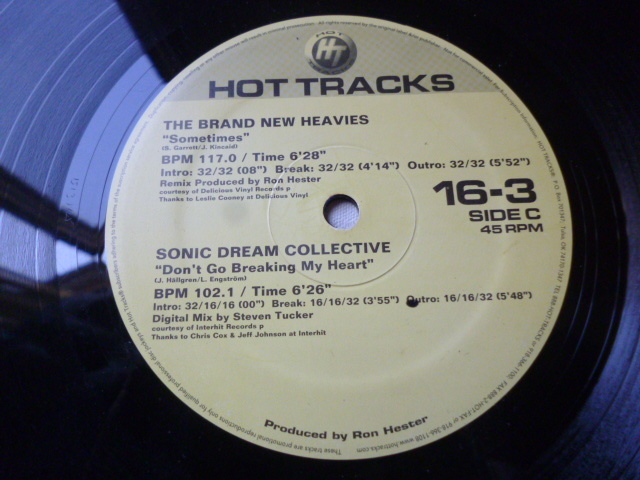 HOT
HT
HOT TRACKS
THE BRAND NEW HEAVIES
"Sometimes"
(S. Garrett/J. Kincaid)
BPM 117.0 / Time 6'28"
Intro: 32/32 (08") Break: 32/32 (4'14") Outro: 32/32 (5'52")
Remix Produced by Ron Hester
courtesy of Delicious Vinyl Records p
Thanks to Leslie Cooney at Delicious Vinyl
16-3
SIDE C
45 RPM
SONIC DREAM COLLECTIVE
"Don't Go Breaking My Heart"
(J. Hällgren/L. Engström)
BPM 102.1 / Time 6'26"
Intro: 32/16/16 (00") Break: 16/16/32 (3'55") Outro: 16/16/32 (5'48")
Digital Mix by Steven Tucker
courtesy of Interhit Records p
Thanks to Chris Cox & Jeff Johnson at Interhit
Produced by Ron Hester